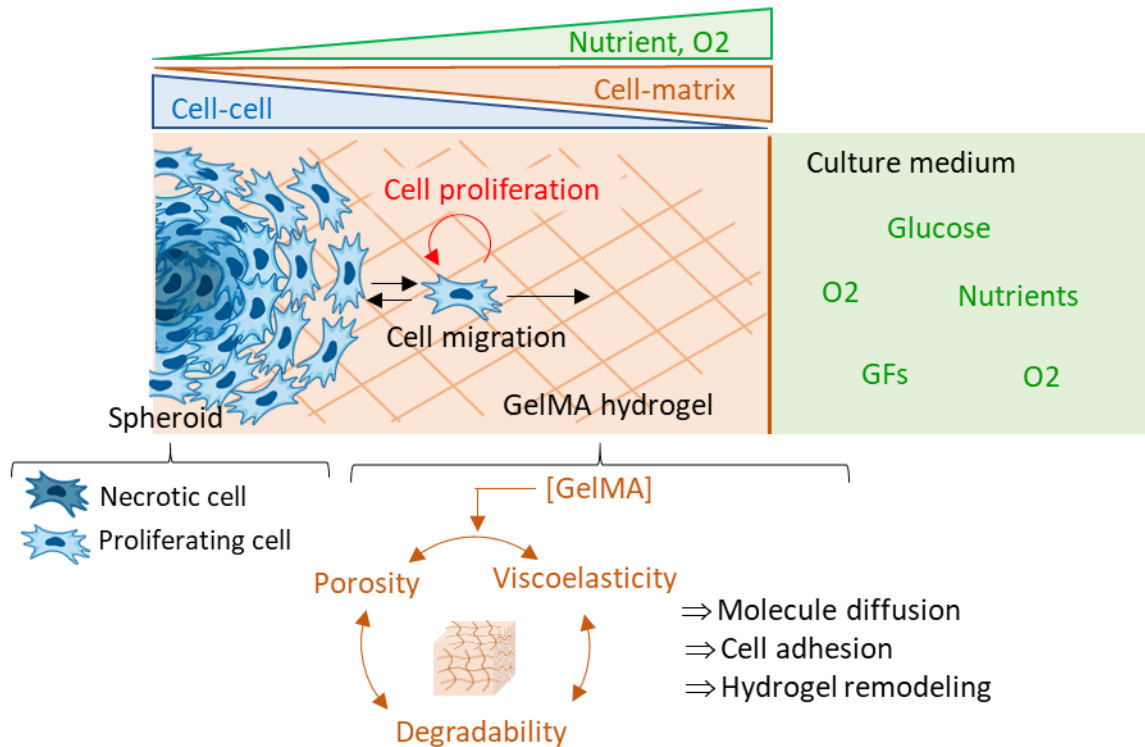 Nutrient, O2
Cell-matrix
Cell-cell
Culture medium
Cell proliferation
Glucose
O2
Nutrients
Cell migration
GFs
O2
Spheroid
GelMA hydrogel
Necrotic cell
Proliferating cell
[GelMA]
Porosity
Viscoelasticity
Degradability
⇒ Molecule diffusion
⇒ Cell adhesion
⇒ Hydrogel remodeling